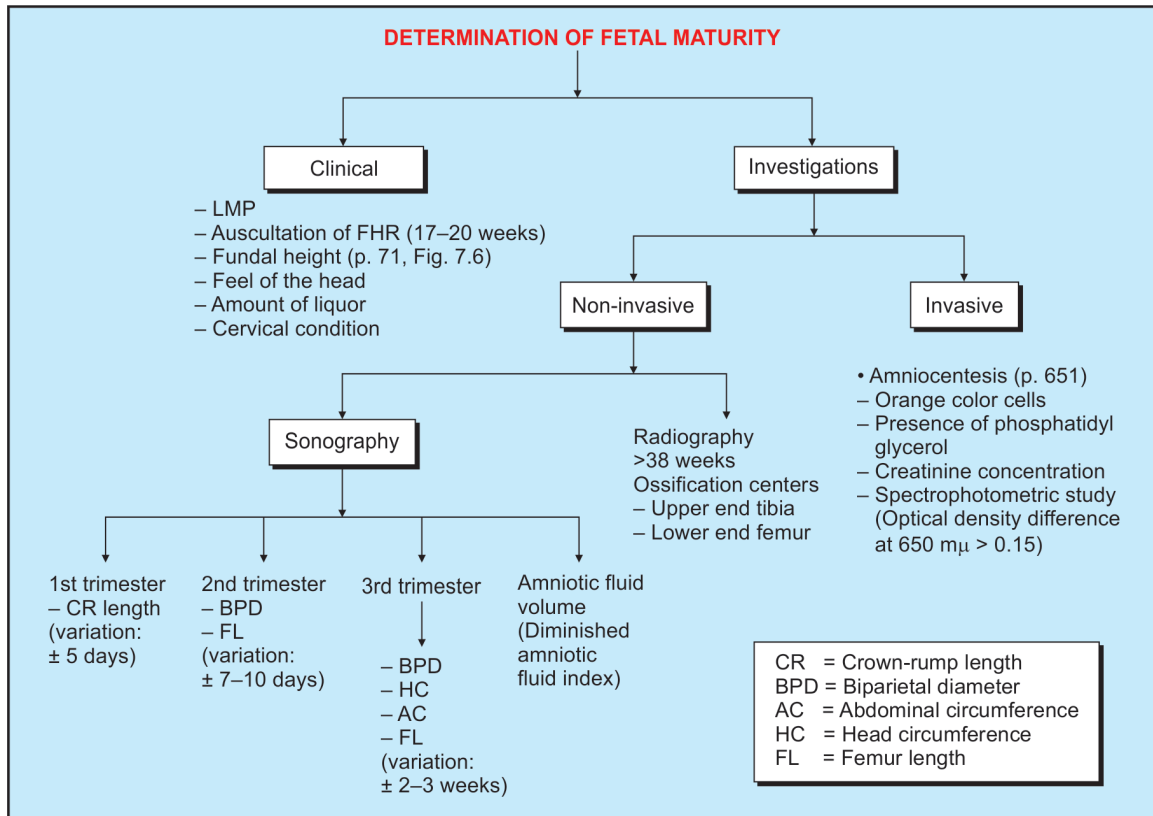 DETERMINATION OF FETAL MATURITY
Clinical
– LMP
– Auscultation of FHR (17–20 weeks)
– Fundal height (p. 71, Fig. 7.6)
– Feel of the head
– Amount of liquor
– Cervical condition
Investigations
Non-invasive
Invasive
Sonography
Radiography
>38 weeks
Ossification centers
– Upper end tibia
– Lower end femur
• Amniocentesis (p. 651)
– Orange color cells
– Presence of phosphatidyl
glycerol
– Creatinine concentration
– Spectrophotometric study
(Optical density difference
at 650 mμ > 0.15)
1st trimester
– CR length
(variation:
± 5 days)
2nd trimester
– BPD
– FL
(variation:
± 7–10 days)
3rd trimester
– BPD
– HC
– AC
– FL
(variation:
± 2–3 weeks)
Amniotic fluid
volume
(Diminished
amniotic
fluid index)
CR = Crown-rump length
BPD = Biparietal diameter
AC = Abdominal circumference
HC = Head circumference
FL = Femur length